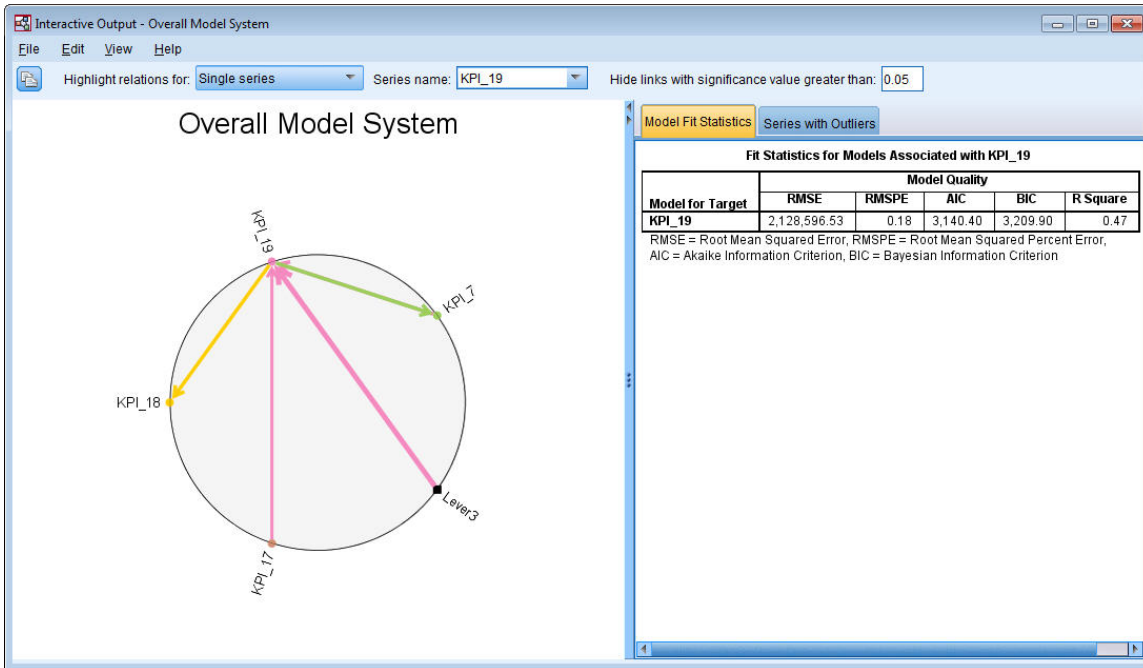 Interactive Output - Overall Model System
File Edit View Help
Highlight relations for: Single series Series name: KPI_19 Hide links with significance value greater than: 0.05
Overall Model System
KPI_19
KPI_7
KPI_18
Lever3
KPI_17
Model Fit Statistics Series with Outliers
Fit Statistics for Models Associated with KPI_19
Model for Target Model Quality
RMSE RMSPE AIC BIC R Square
KPI_19 2,128,596.53 0.18 3,140.40 3,209.90 0.47
RMSE = Root Mean Squared Error, RMSPE = Root Mean Squared Percent Error,
AIC = Akaike Information Criterion, BIC = Bayesian Information Criterion